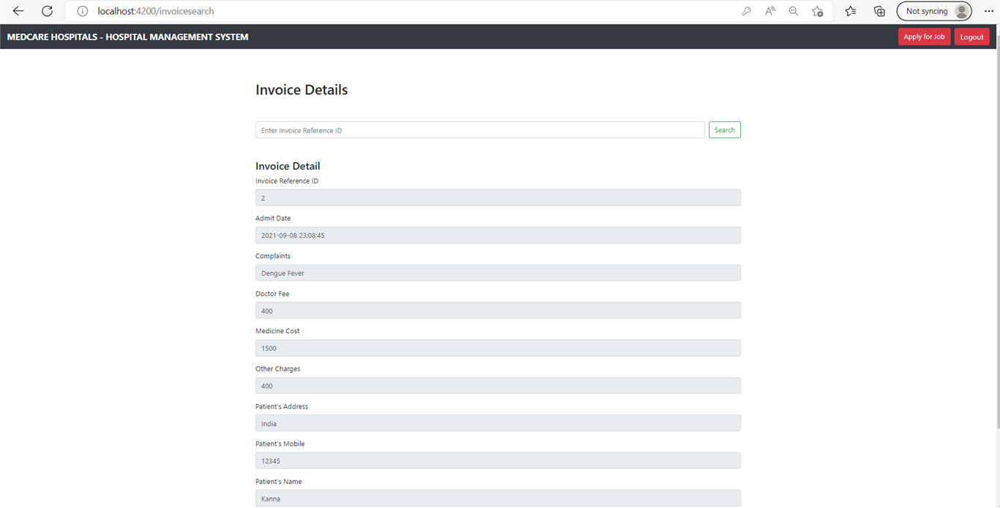 localhost:4200/invoicesearch
Not syncing
MEDCARE HOSPITALS - HOSPITAL MANAGEMENT SYSTEM
Apply for Job
Logout
Invoice Details
Enter Invoice Reference ID
Search
Invoice Detail
Invoice Reference ID
2
Admit Date
2021-09-08 23:08:45
Complaints
Dengue Fever
Doctor Fee
400
Medicine Cost
1500
Other Charges
400
Patient's Address
India
Patient's Mobile
12345
Patient's Name
Kanna